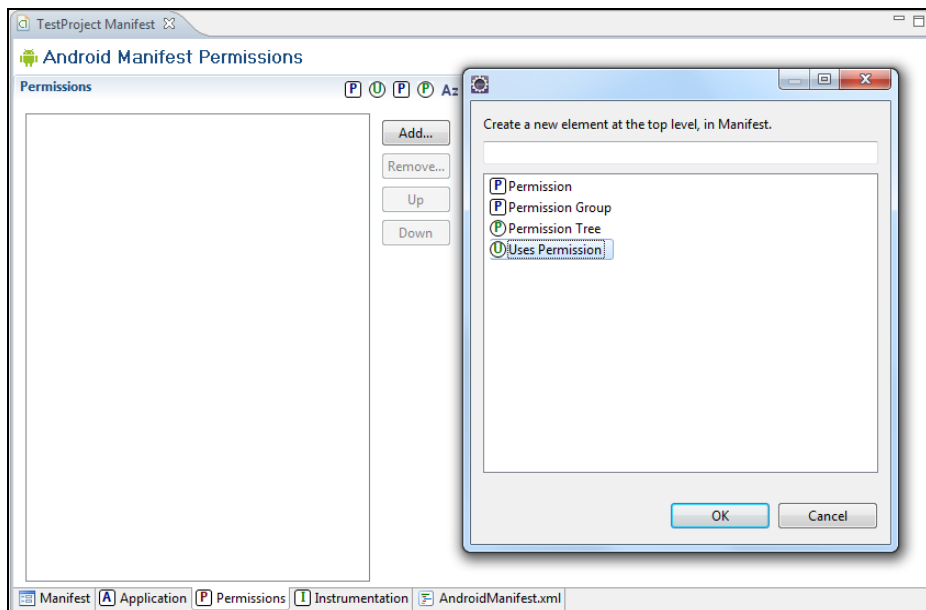 TestProject Manifest
Android Manifest Permissions
Permissions
P U P P Az
Add...
Remove...
Up
Down
Create a new element at the top level, in Manifest.
P Permission
P Permission Group
P Permission Tree
U Uses Permission
OK Cancel
Manifest A Application P Permissions I Instrumentation AndroidManifest.xml